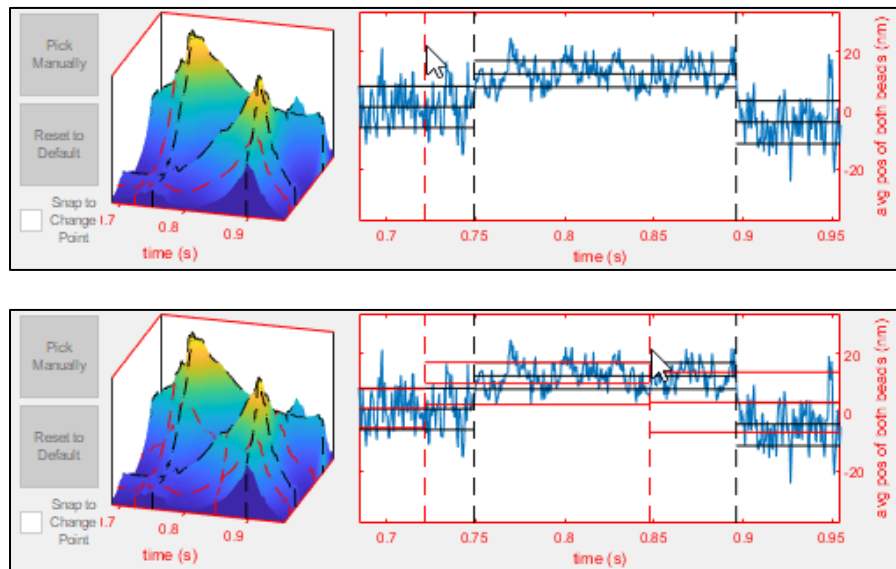 Pick
Manually
Reset to
Default
Snap to
Change
Point
0.7
0.8
0.9
time (s)
20
0
-20
avg pos of both beads (nm)
0.7
0.75
0.8
0.85
0.9
0.95
time (s)
Pick
Manually
Reset to
Default
Snap to
Change
Point
0.7
0.8
0.9
time (s)
20
0
-20
avg pos of both beads (nm)
0.7
0.75
0.8
0.85
0.9
0.95
time (s)